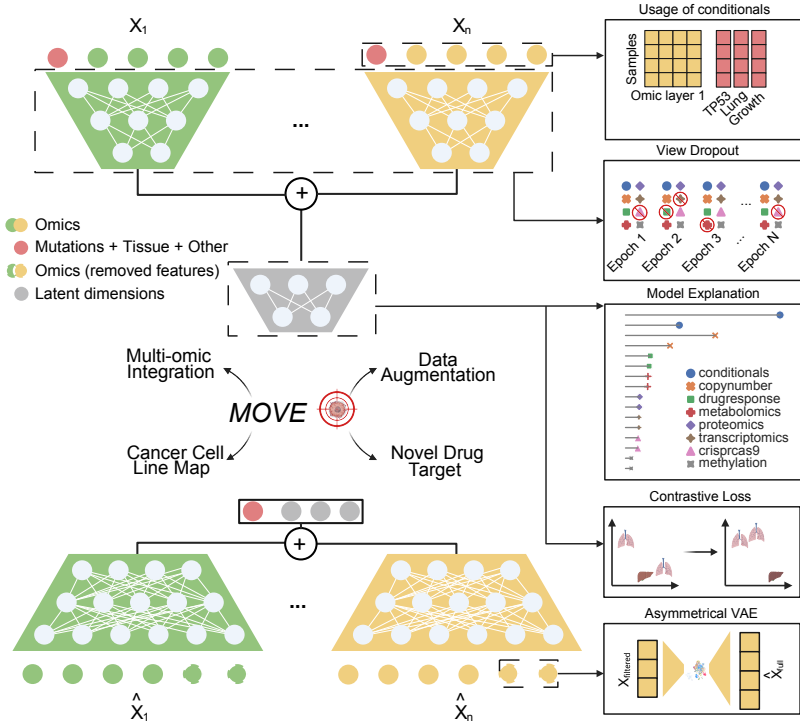 X1
Xn
...
+
Omics
Mutations + Tissue + Other
Omics (removed features)
Latent dimensions
Multi-omic
Integration
Data
Augmentation
MOVE
Cancer Cell
Line Map
Novel Drug
Target
+
...
X̂1
X̂n
Usage of conditionals
Samples
Omic layer 1
TP53
Lung
Growth
View Dropout
...
...
Epoch 1
Epoch 2
Epoch 3
Epoch N
Model Explanation
conditionals
copynumber
drugresponse
metabolomics
proteomics
transcriptomics
crisprcas9
methylation
Contrastive Loss
Asymmetrical VAE
Xfiltered
X̂full